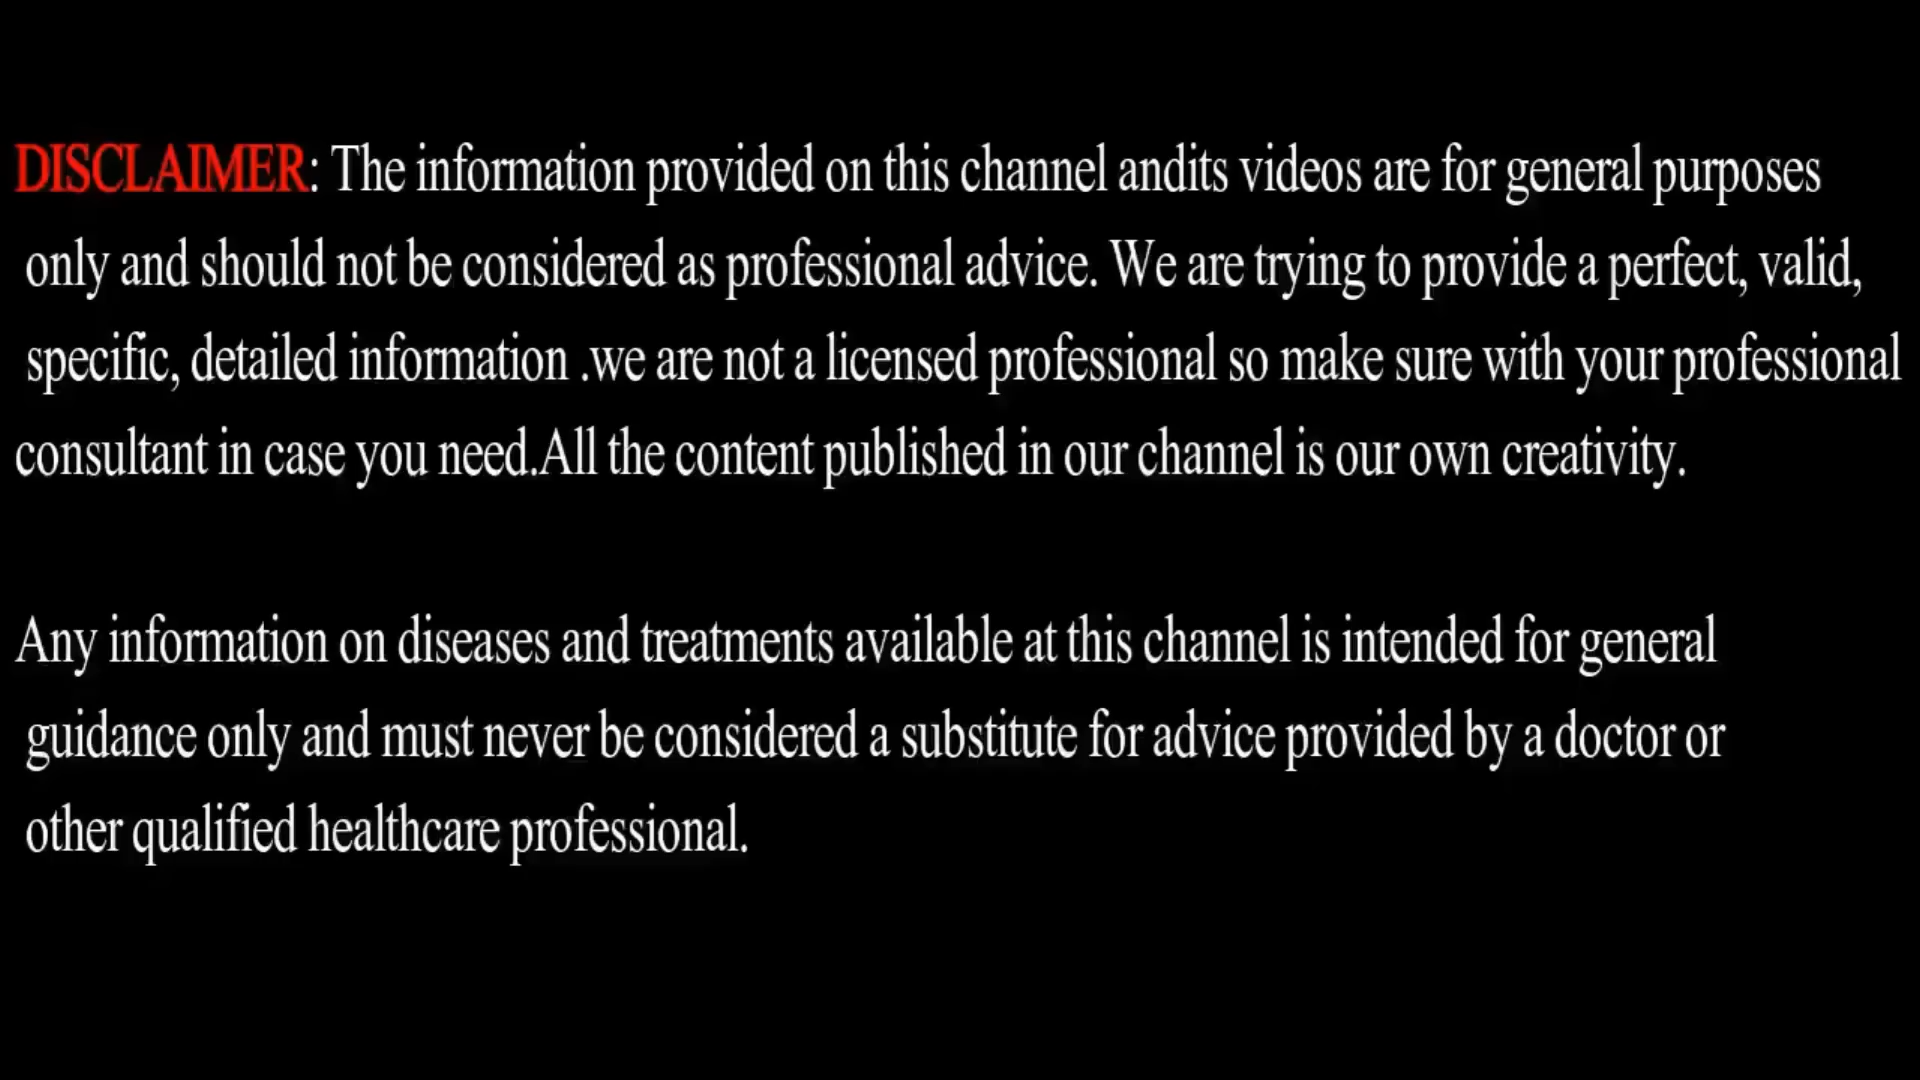 DISCLAIMER: The information provided on this channel andits videos are for general purposes
only and should not be considered as professional advice. We are trying to provide a perfect, valid,
specific, detailed information .we are not a licensed professional so make sure with your professional
consultant in case you need.All the content published in our channel is our own creativity.
Any information on diseases and treatments available at this channel is intended for general
guidance only and must never be considered a substitute for advice provided by a doctor or
other qualified healthcare professional.